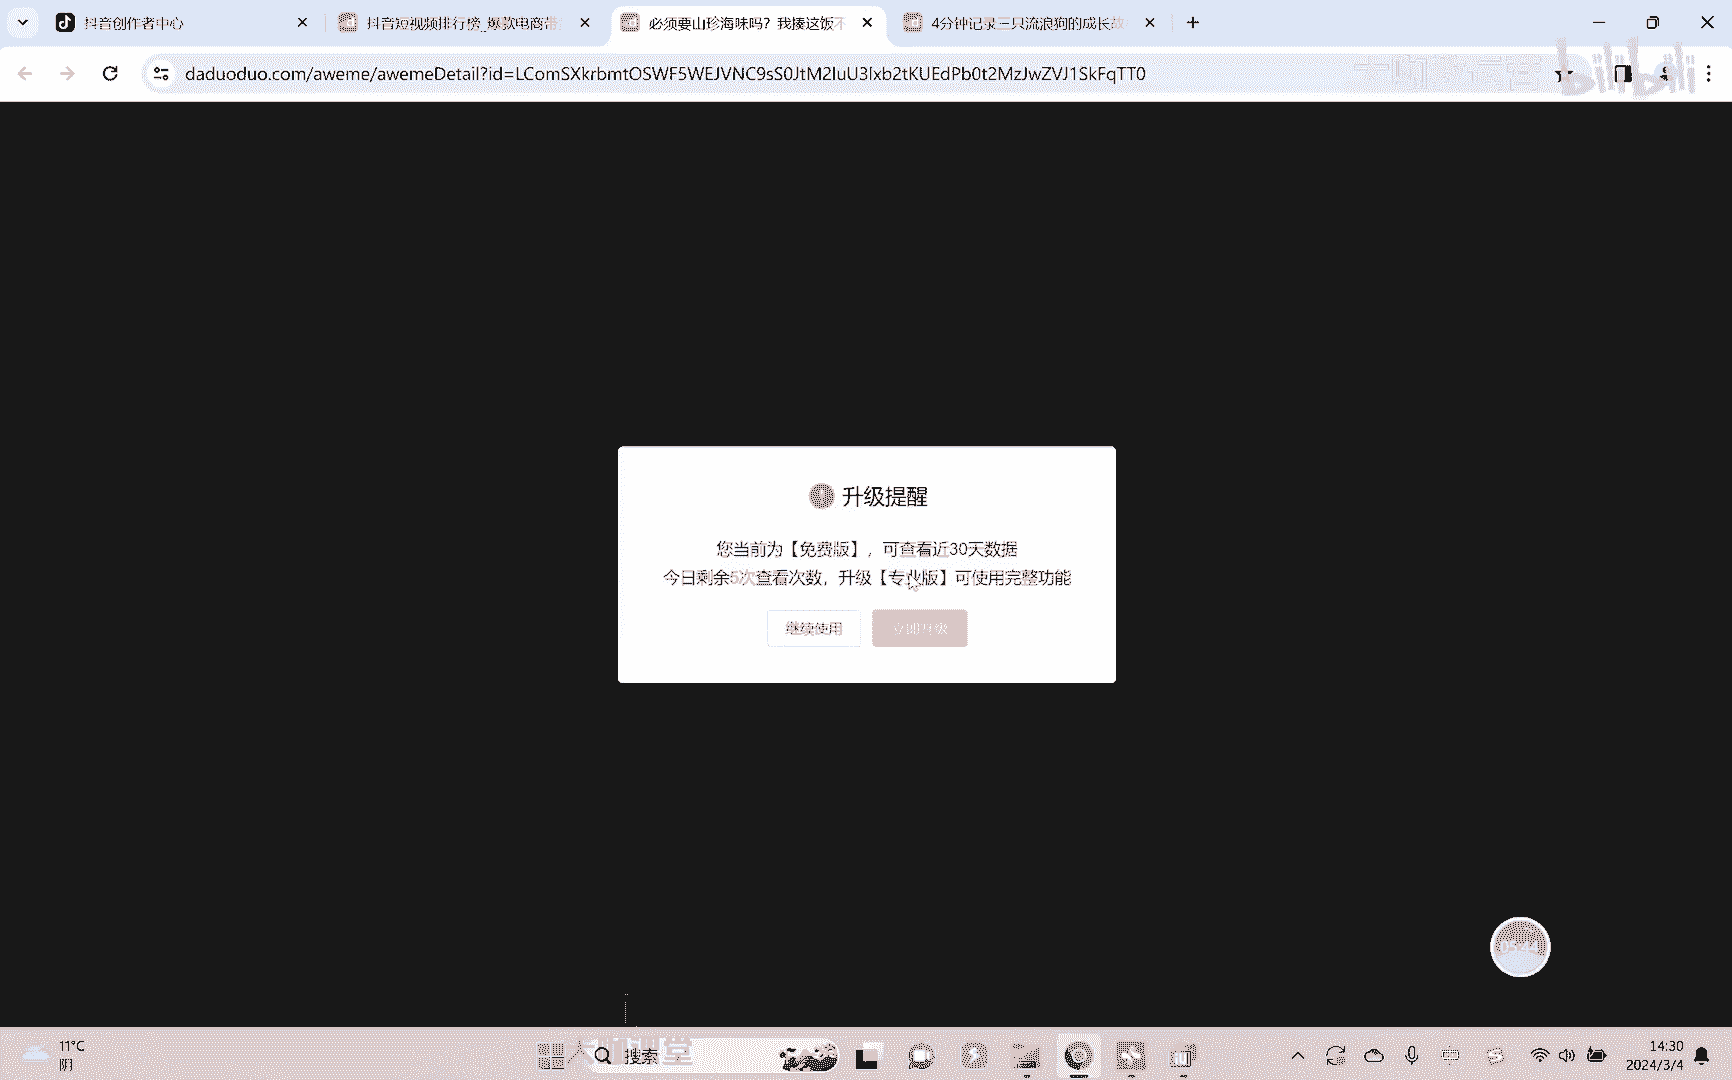 抖音创作者中心
抖音短视频排行榜_爆款电商带
必须要山珍海味吗？我揍这饭不
4分钟记录三只流浪狗的成长故
daduoduo.com/aweme/awemeDetail?id=LComSXkrbmtOSWF5WEJVNC9sS0JtM2luU3lxb2tKUEdPb0t2MzJwZVJ1SkFqTT0
bilibili
升级提醒
您当前为【免费版】，可查看近30天数据
今日剩余5次查看次数，升级【专业版】可使用完整功能
继续使用
立即升级
11°C
阴
搜索
14:30
2024/3/4